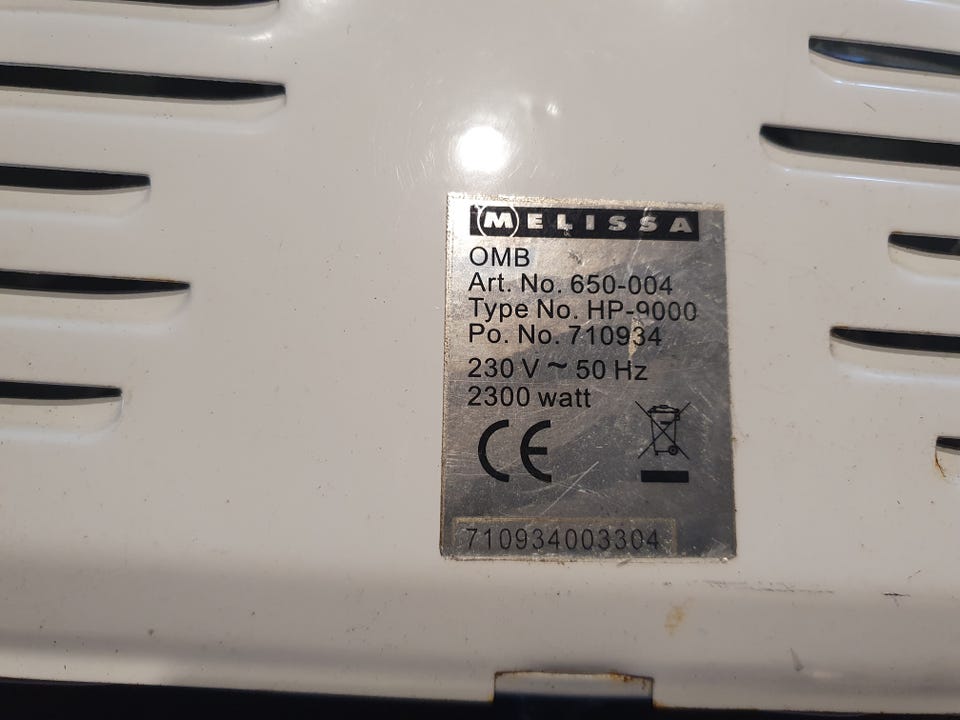 MELISSA
OMB
Art. No. 650-004
Type No. HP-9000
Po. No. 710934
230 V ~ 50 Hz
2300 watt
CE
710934003304